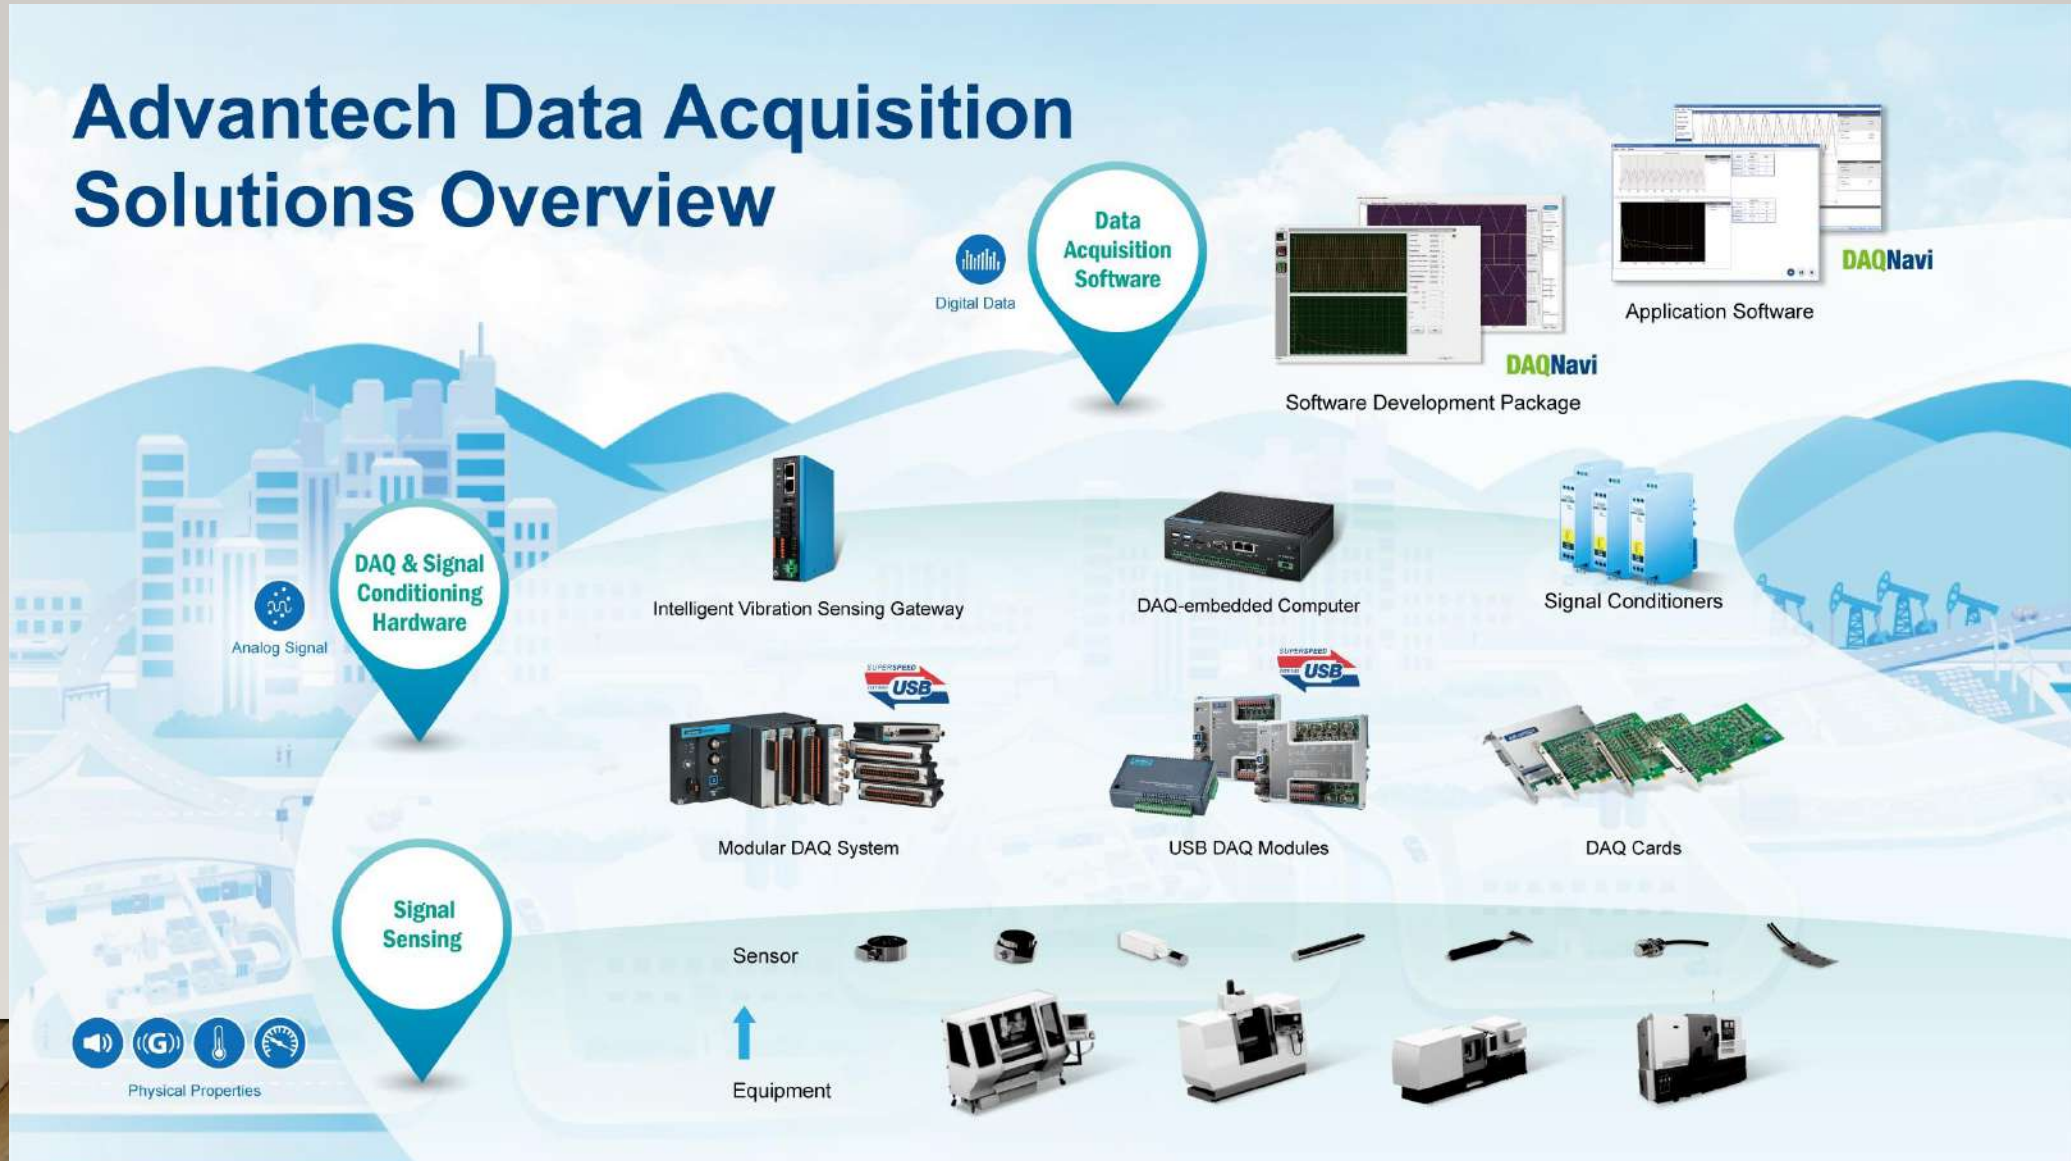 Advantech Data Acquisition
Solutions Overview
Data
Acquisition
Software
Digital Data
DAQNavi
Application Software
DAQNavi
Software Development Package
DAQ & Signal
Conditioning
Hardware
Analog Signal
Intelligent Vibration Sensing Gateway
DAQ-embedded Computer
Signal Conditioners
SUPERSPEED
USB
SUPERSPEED
USB
Modular DAQ System
USB DAQ Modules
DAQ Cards
Signal
Sensing
Sensor
Equipment
((G))
Physical Properties